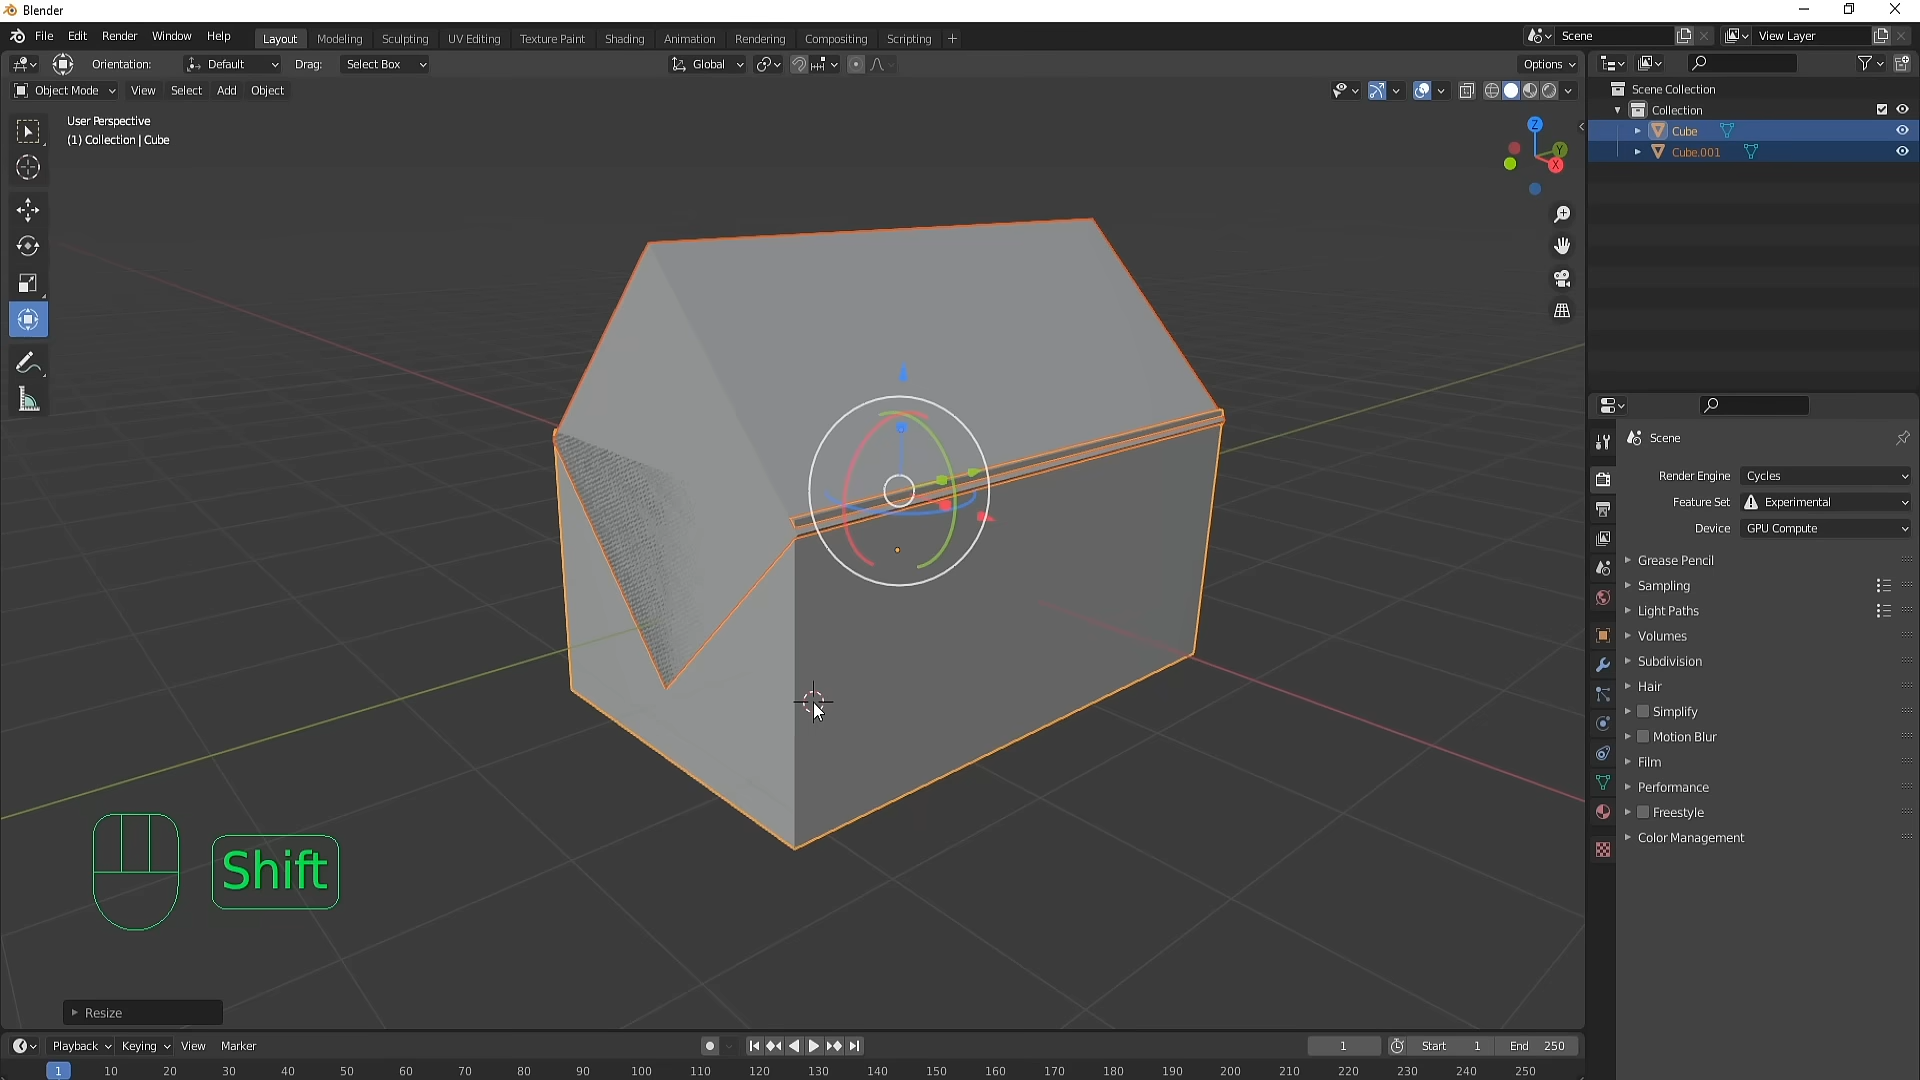 Blender
File Edit Render Window Help
Layout Modeling Sculpting UV Editing Texture Paint Shading Animation Rendering Compositing Scripting +
Scene View Layer
Orientation: Default Drag: Select Box Global Options
Object Mode View Select Add Object
User Perspective
(1) Collection | Cube
Z
Y
X
Scene Collection
Collection
Cube
Cube.001
Scene
Render Engine Cycles
Feature Set Experimental
Device GPU Compute
Grease Pencil
Sampling
Light Paths
Volumes
Subdivision
Hair
Simplify
Motion Blur
Film
Performance
Freestyle
Color Management
Shift
Resize
Playback Keying View Marker 1 Start 1 End 250
1 10 20 30 40 50 60 70 80 90 100 110 120 130 140 150 160 170 180 190 200 210 220 230 240 250